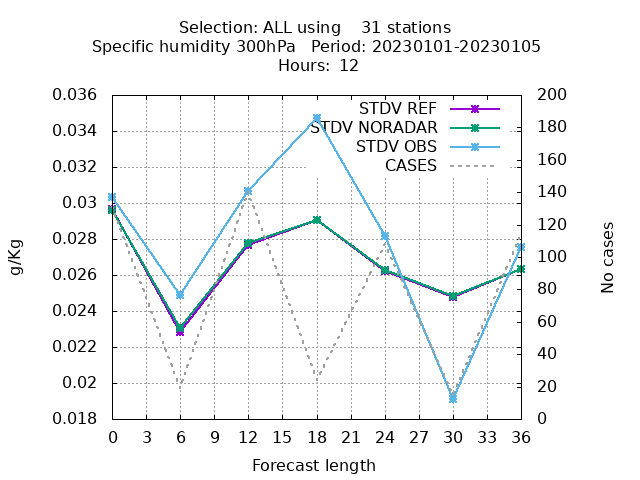 Selection: ALL using    31 stations
Specific humidity 300hPa   Period: 20230101-20230105
Hours: 12
STDV REF
STDV NORADAR
STDV OBS
CASES
0.036
0.034
0.032
0.03
0.028
0.026
0.024
0.022
0.02
0.018
200
180
160
140
120
100
80
60
40
20
0
g/Kg
No cases
0 3 6 9 12 15 18 21 24 27 30 33 36
Forecast length